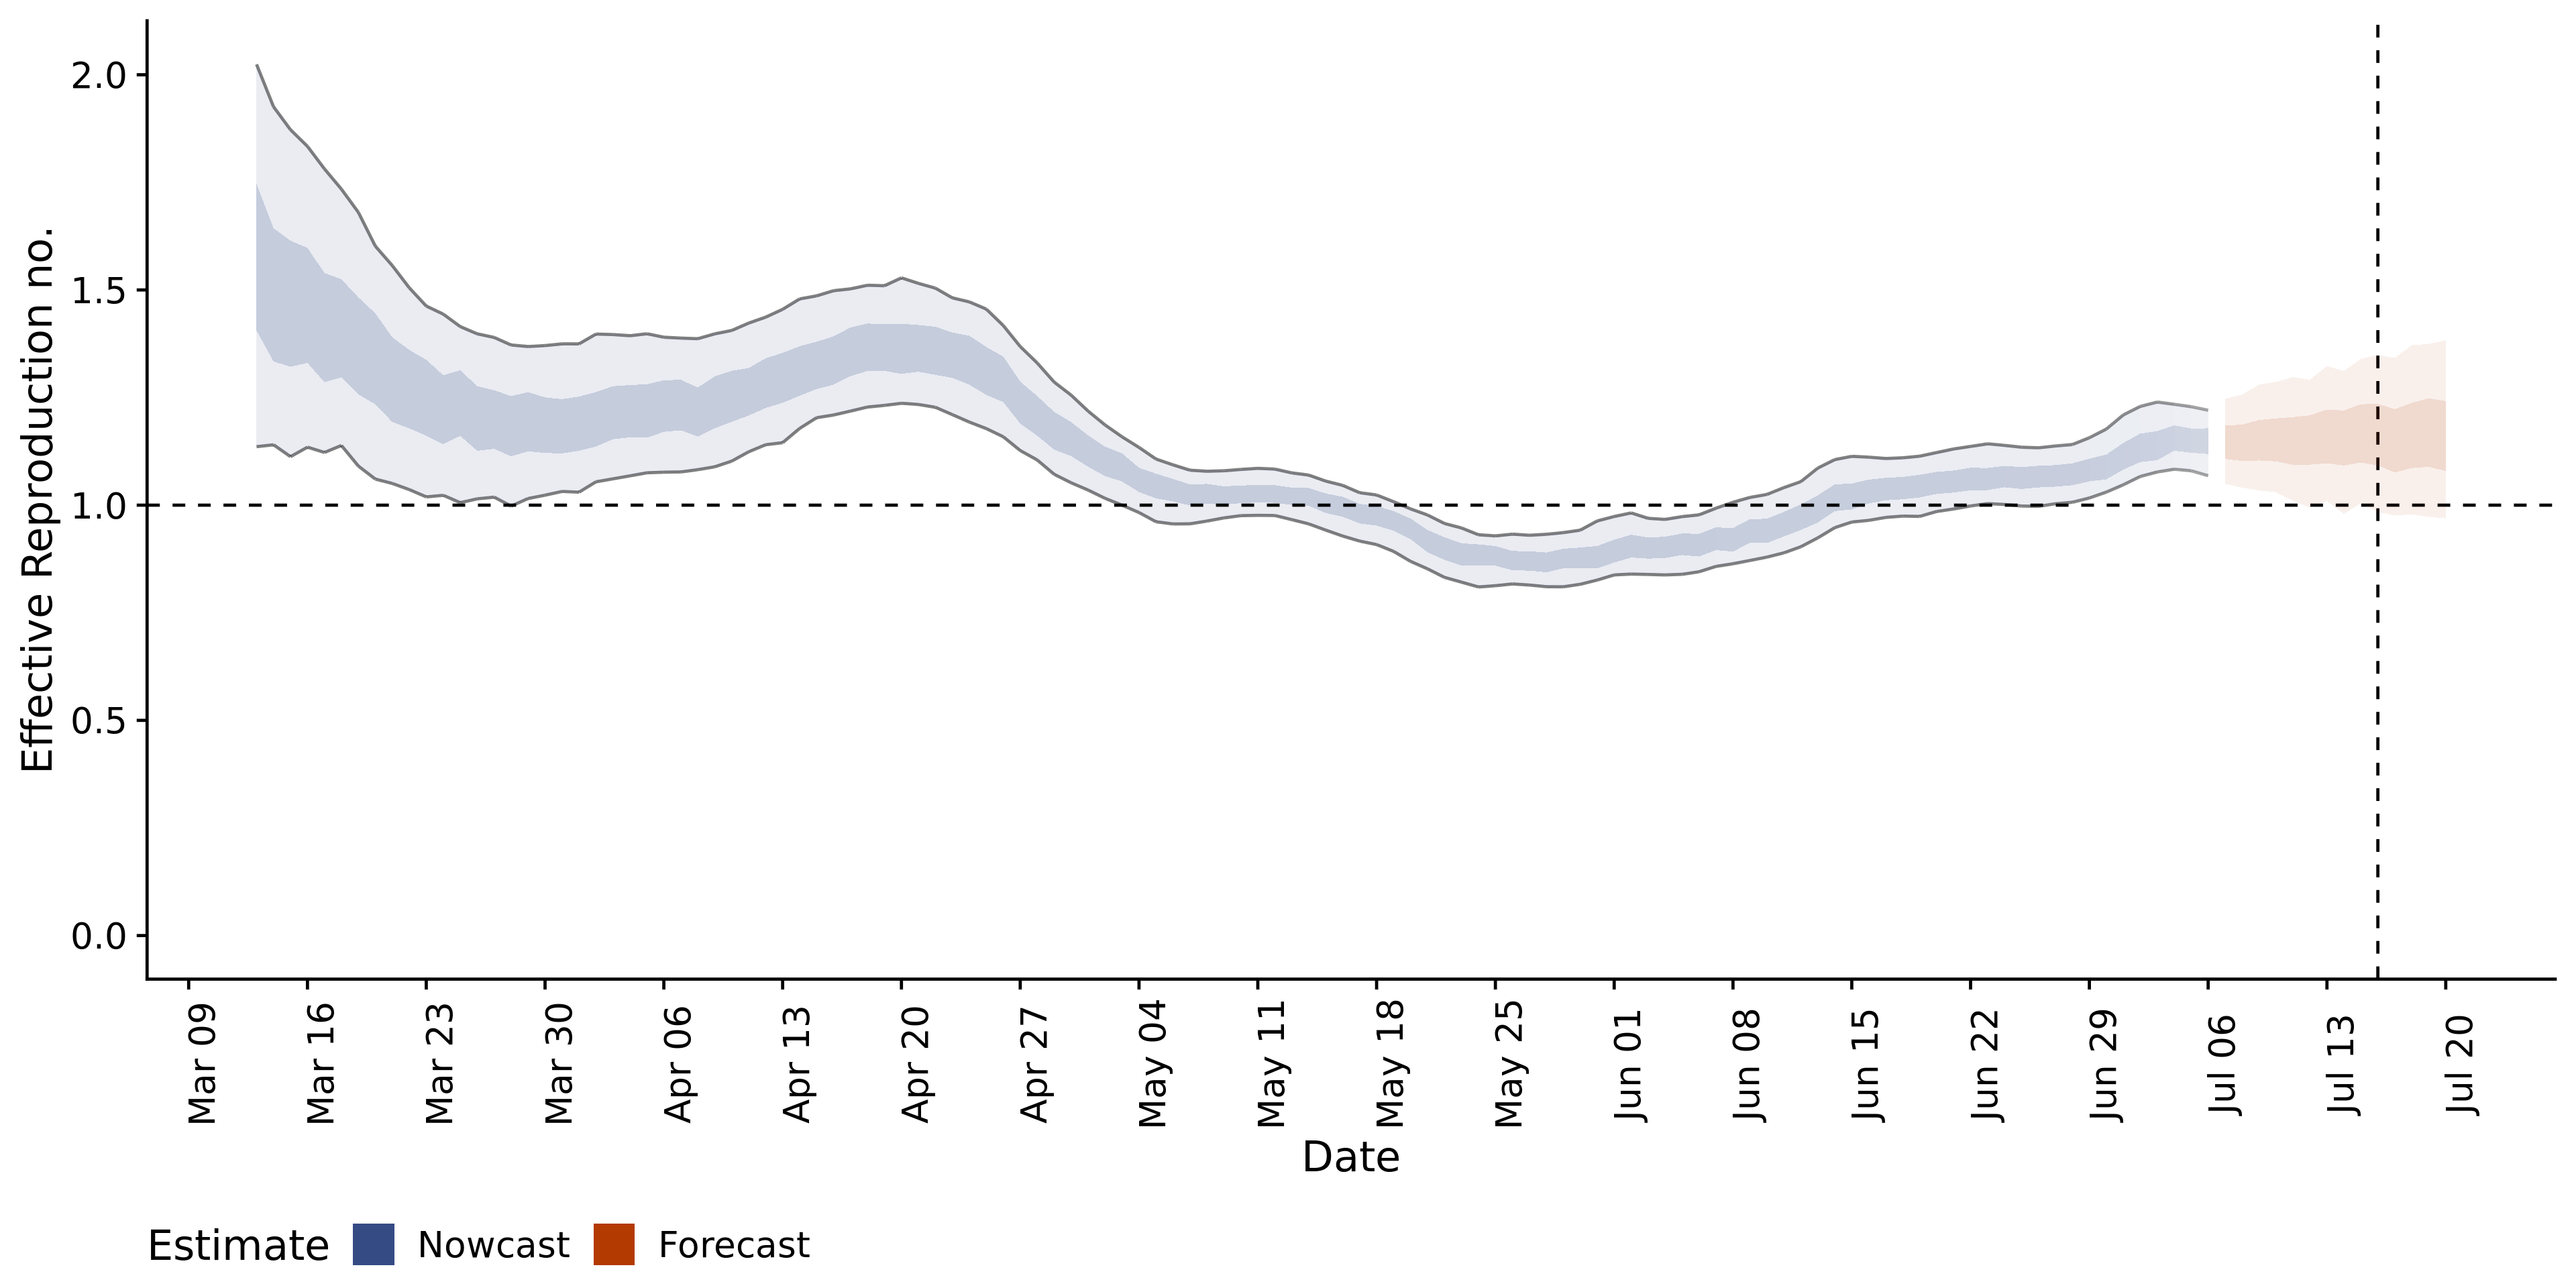 Effective Reproduction no.
2.0
1.5
1.0
0.5
0.0
Mar 09
Mar 16
Mar 23
Mar 30
Apr 06
Apr 13
Apr 20
Apr 27
May 04
May 11
May 18
May 25
Jun 01
Jun 08
Jun 15
Jun 22
Jun 29
Jul 06
Jul 13
Jul 20
Date
Estimate Nowcast Forecast